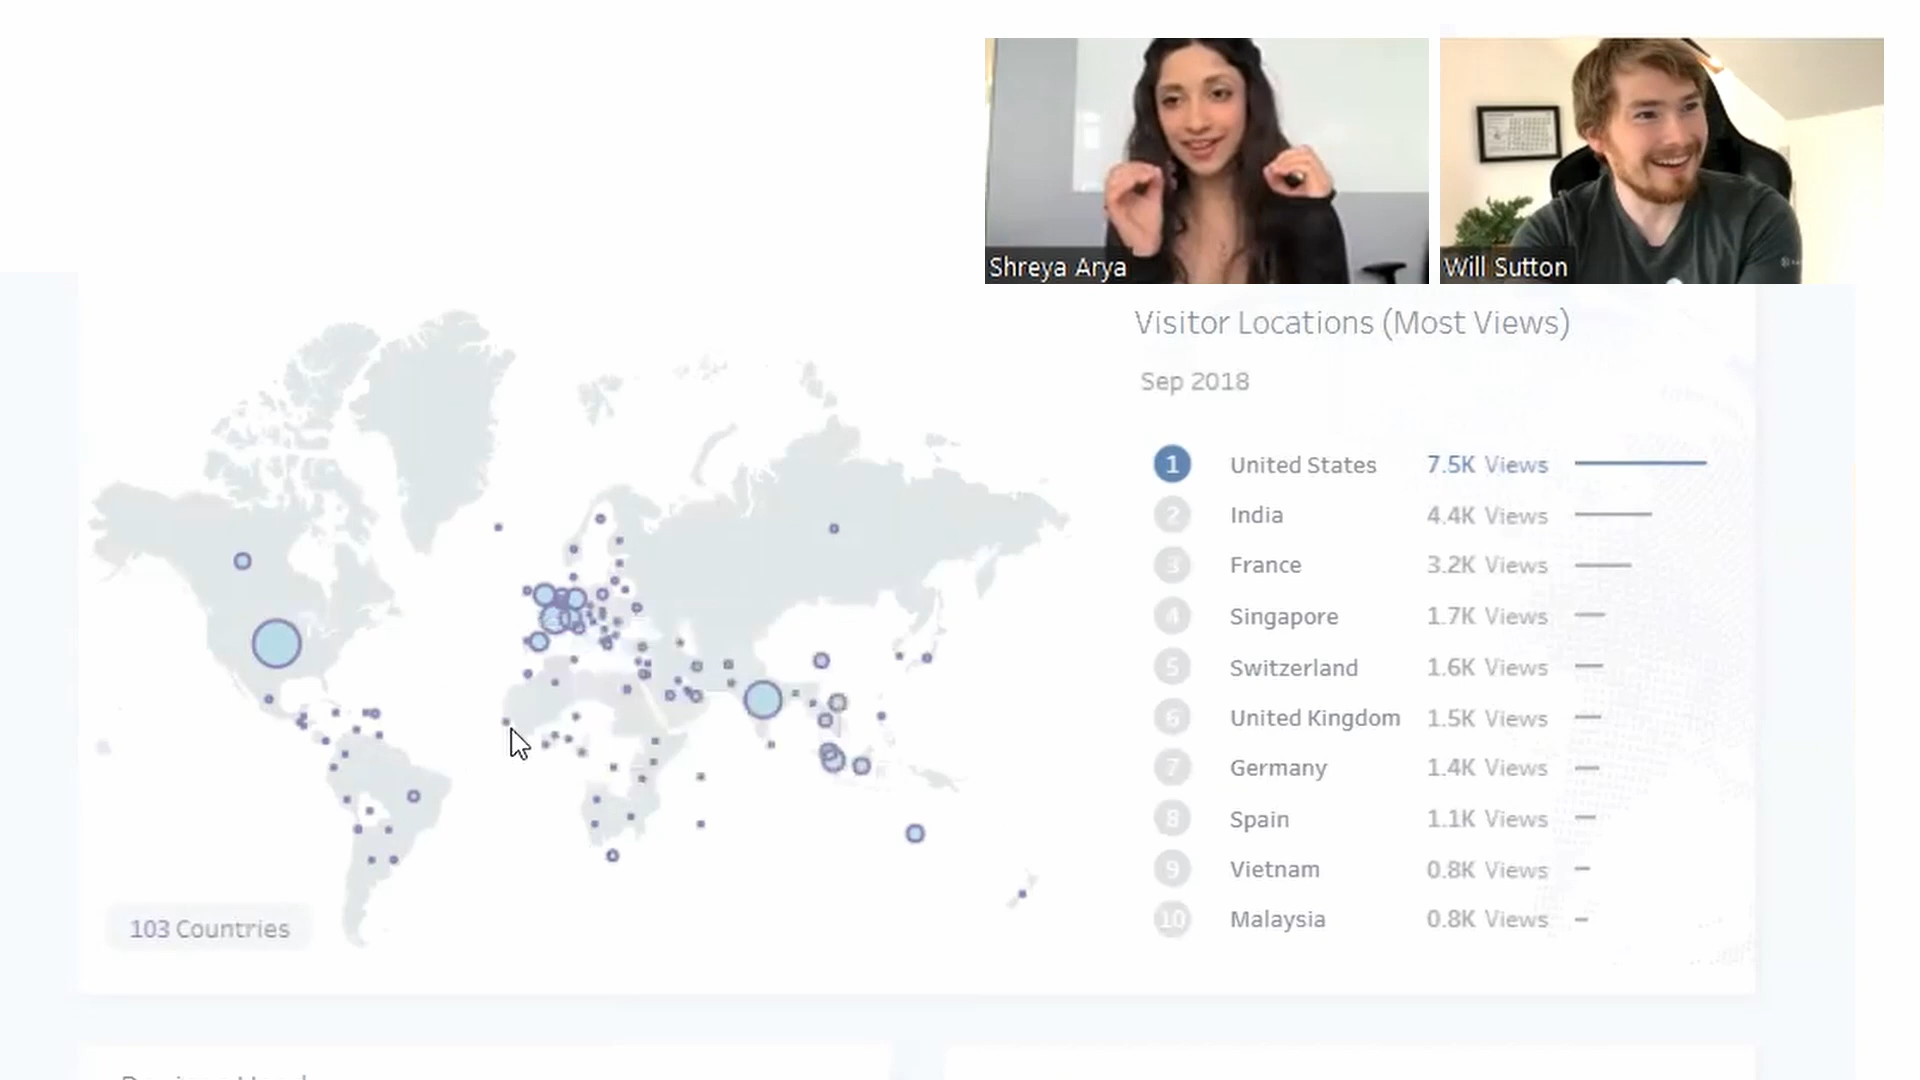 Shreya Arya
Will Sutton
Visitor Locations (Most Views)
Sep 2018
1 United States 7.5K Views
2 India 4.4K Views
3 France 3.2K Views
4 Singapore 1.7K Views
5 Switzerland 1.6K Views
6 United Kingdom 1.5K Views
7 Germany 1.4K Views
8 Spain 1.1K Views
9 Vietnam 0.8K Views
10 Malaysia 0.8K Views
103 Countries